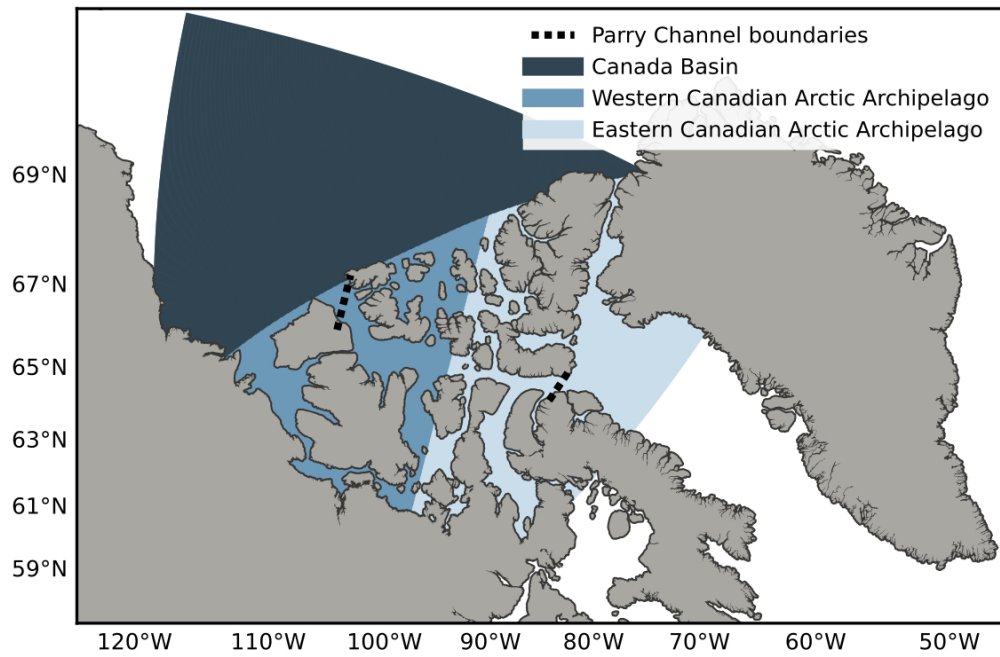 Parry Channel boundaries
Canada Basin
Western Canadian Arctic Archipelago
Eastern Canadian Arctic Archipelago
69°N
67°N
65°N
63°N
61°N
59°N
120°W 110°W 100°W 90°W 80°W 70°W 60°W 50°W